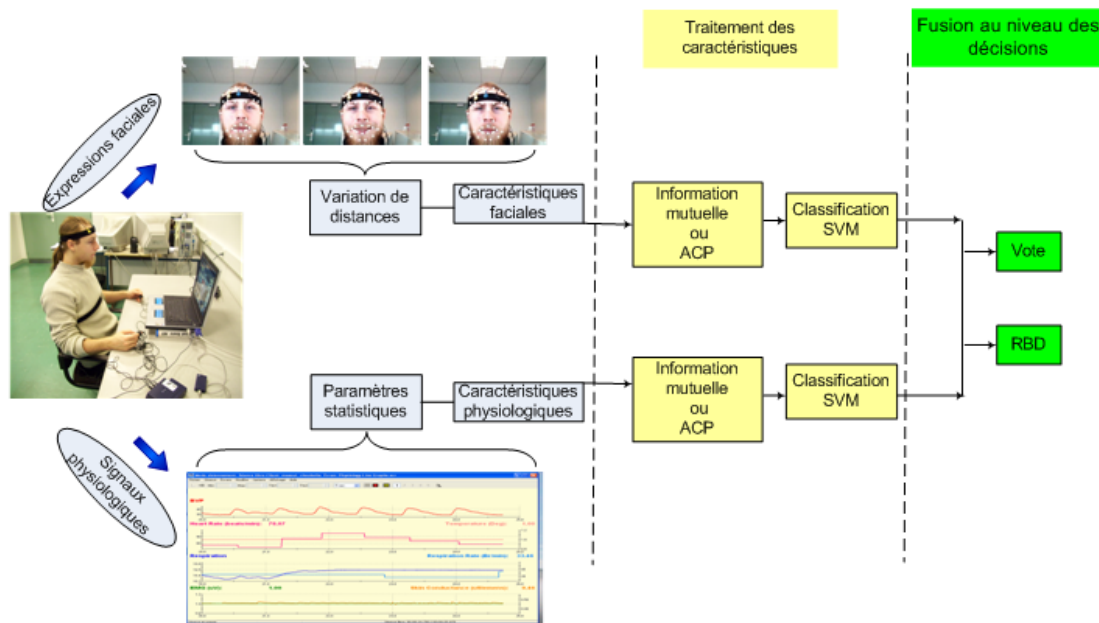 Traitement des
caractéristiques
Fusion au niveau des
décisions
Expressions faciales
Variation de
distances
Caractéristiques
faciales
Information
mutuelle
ou
ACP
Classification
SVM
Vote
RBD
Paramètres
statistiques
Caractéristiques
physiologiques
Information
mutuelle
ou
ACP
Classification
SVM
Signaux
physiologiques
BVP
Respiration